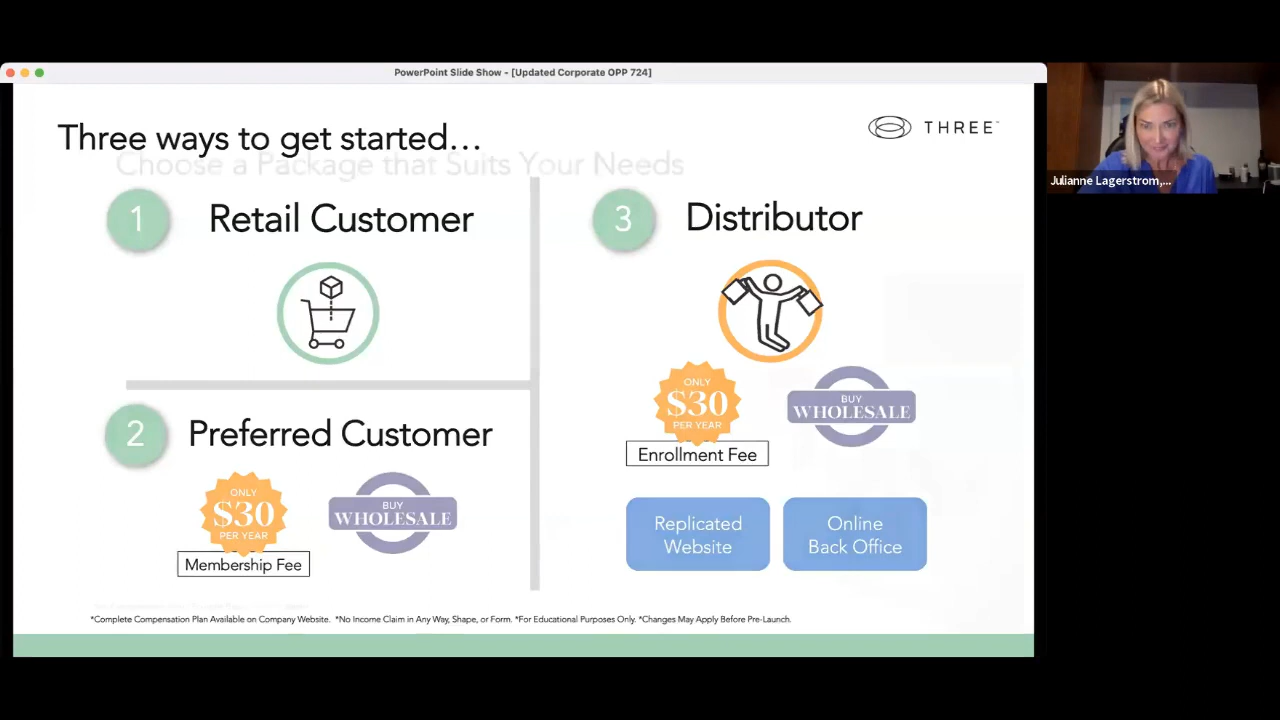 PowerPoint Slide Show - [Updated Corporate OPP 724]
Three ways to get started...
THREE™
Choose a Package that Suits Your Needs
1
Retail Customer
2
Preferred Customer
ONLY
$30
PER YEAR
Membership Fee
BUY
WHOLESALE
3
Distributor
ONLY
$30
PER YEAR
Enrollment Fee
BUY
WHOLESALE
Replicated
Website
Online
Back Office
*Complete Compensation Plan Available on Company Website. *No Income Claim in Any Way, Shape, or Form. *For Educational Purposes Only. *Changes May Apply Before Pre-Launch.
Julianne Lagerstrom,...